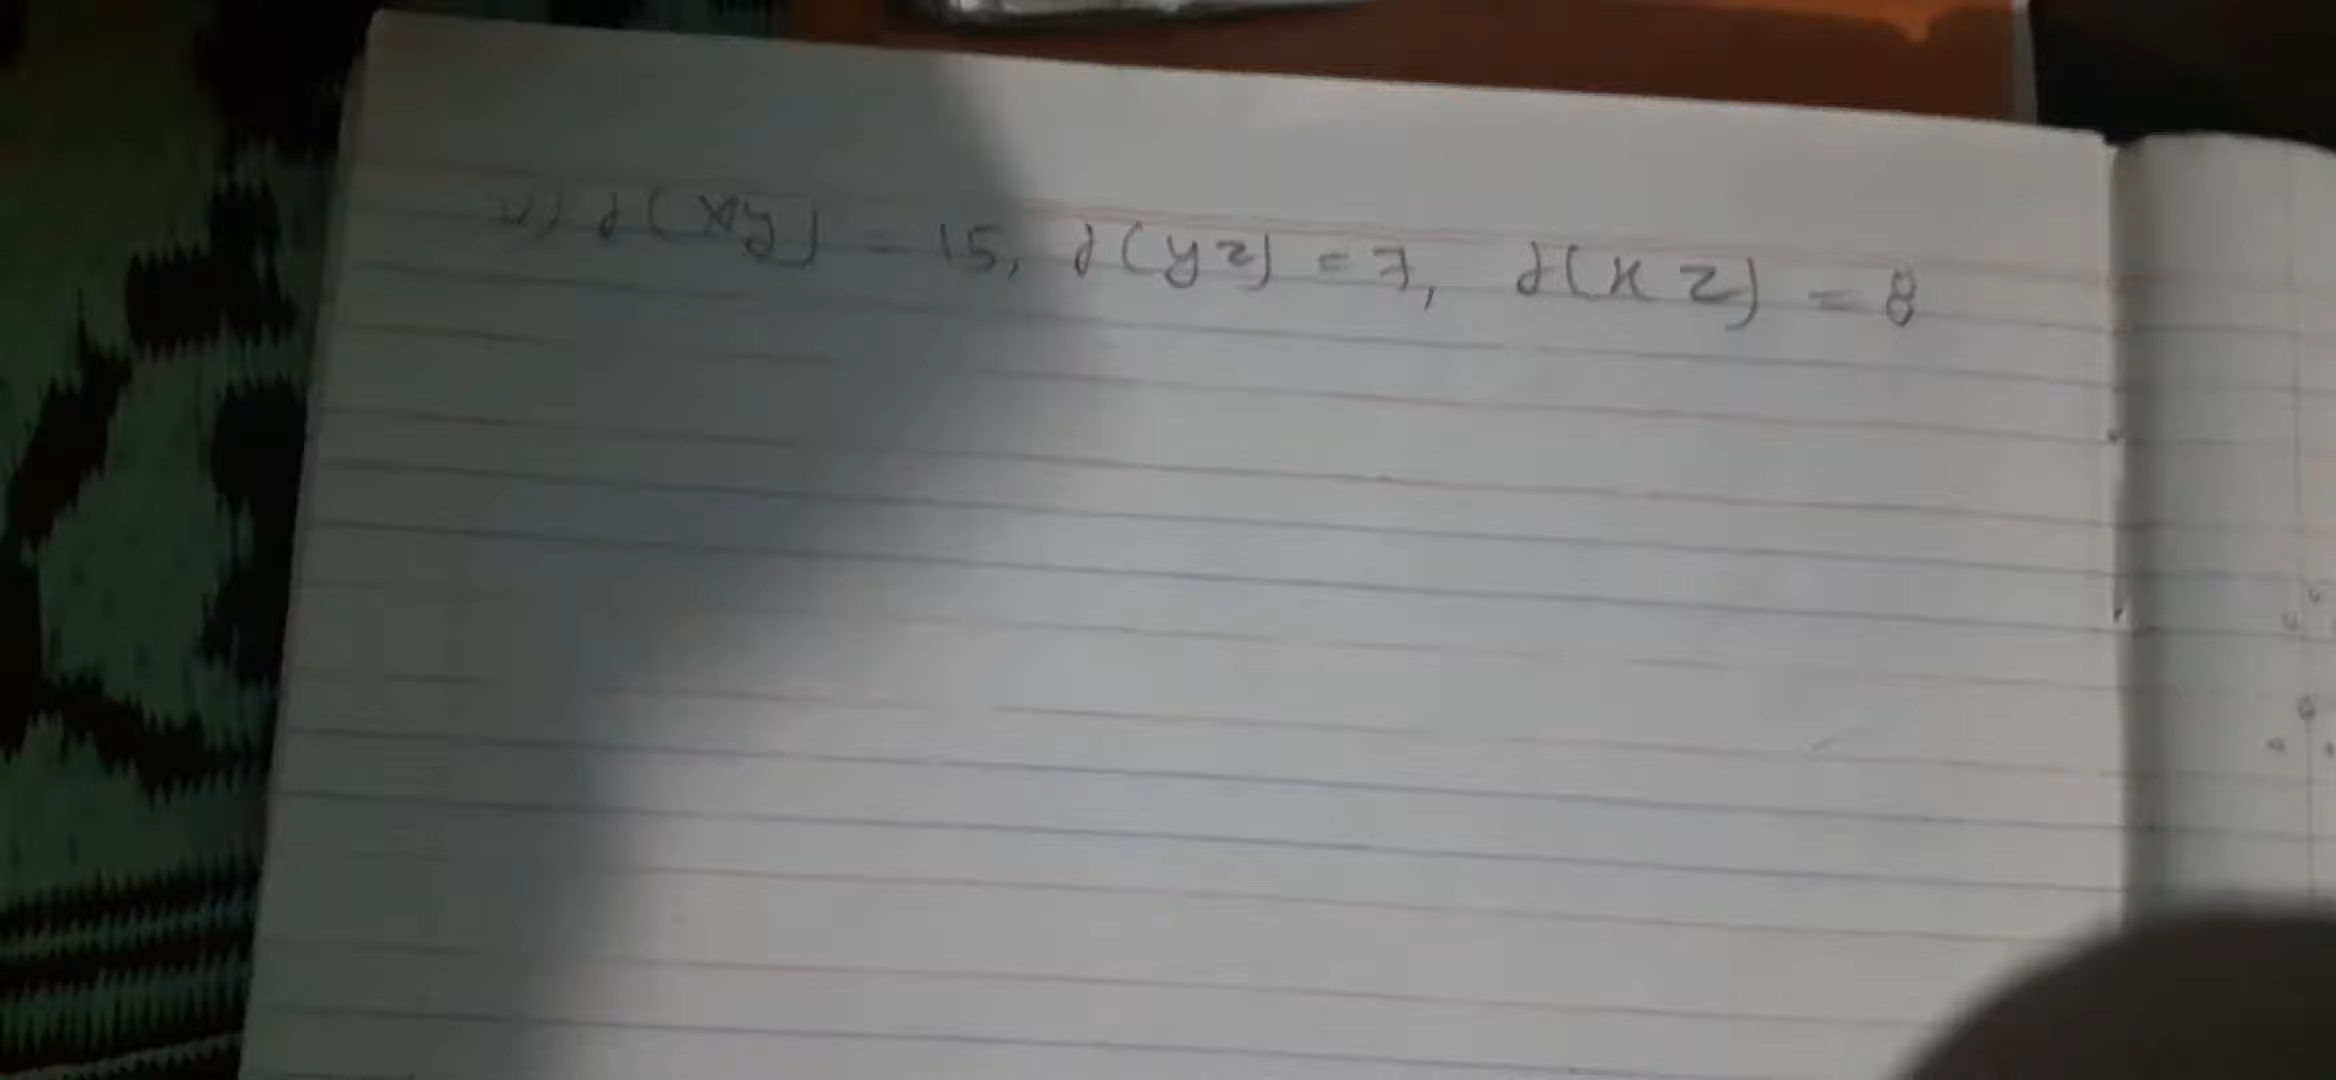 v) d(xy) = 15, d(yz) = 7, d(xz) = 8